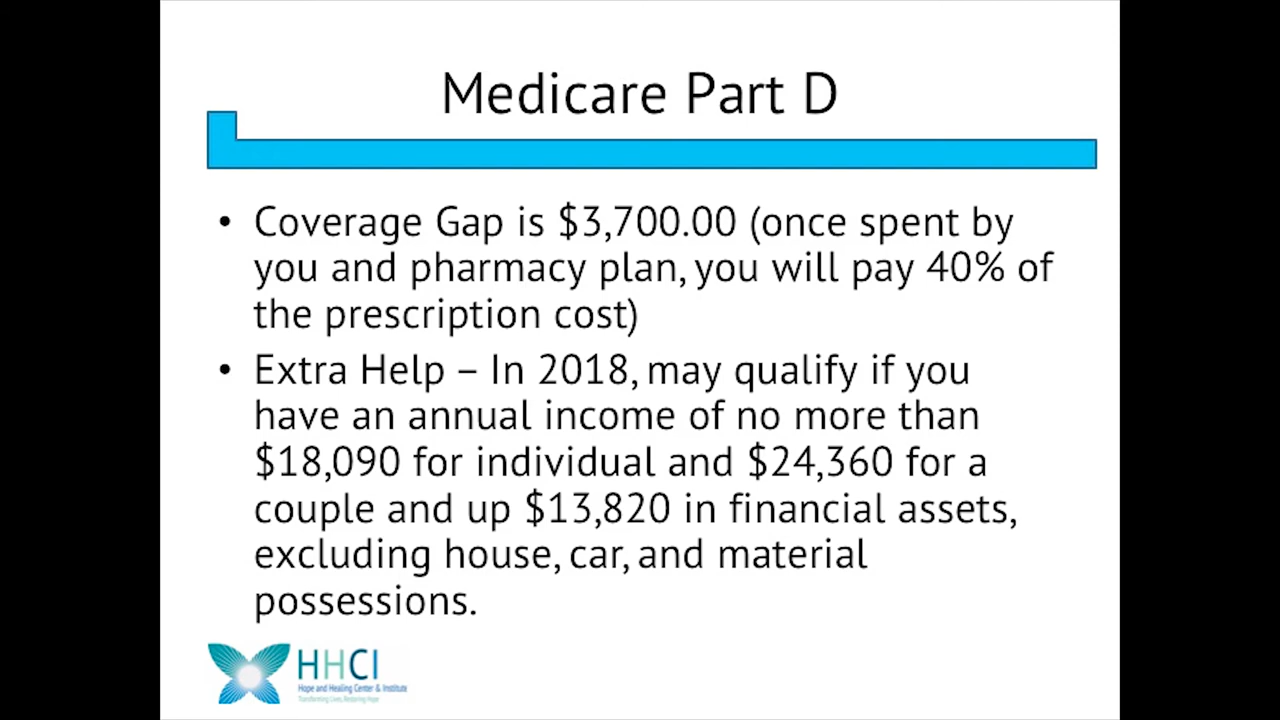 Medicare Part D
• Coverage Gap is $3,700.00 (once spent by
you and pharmacy plan, you will pay 40% of
the prescription cost)
• Extra Help – In 2018, may qualify if you
have an annual income of no more than
$18,090 for individual and $24,360 for a
couple and up $13,820 in financial assets,
excluding house, car, and material
possessions.
HHCI
Hope and Healing Center & Institute
Transforming Lives, Restoring Hope